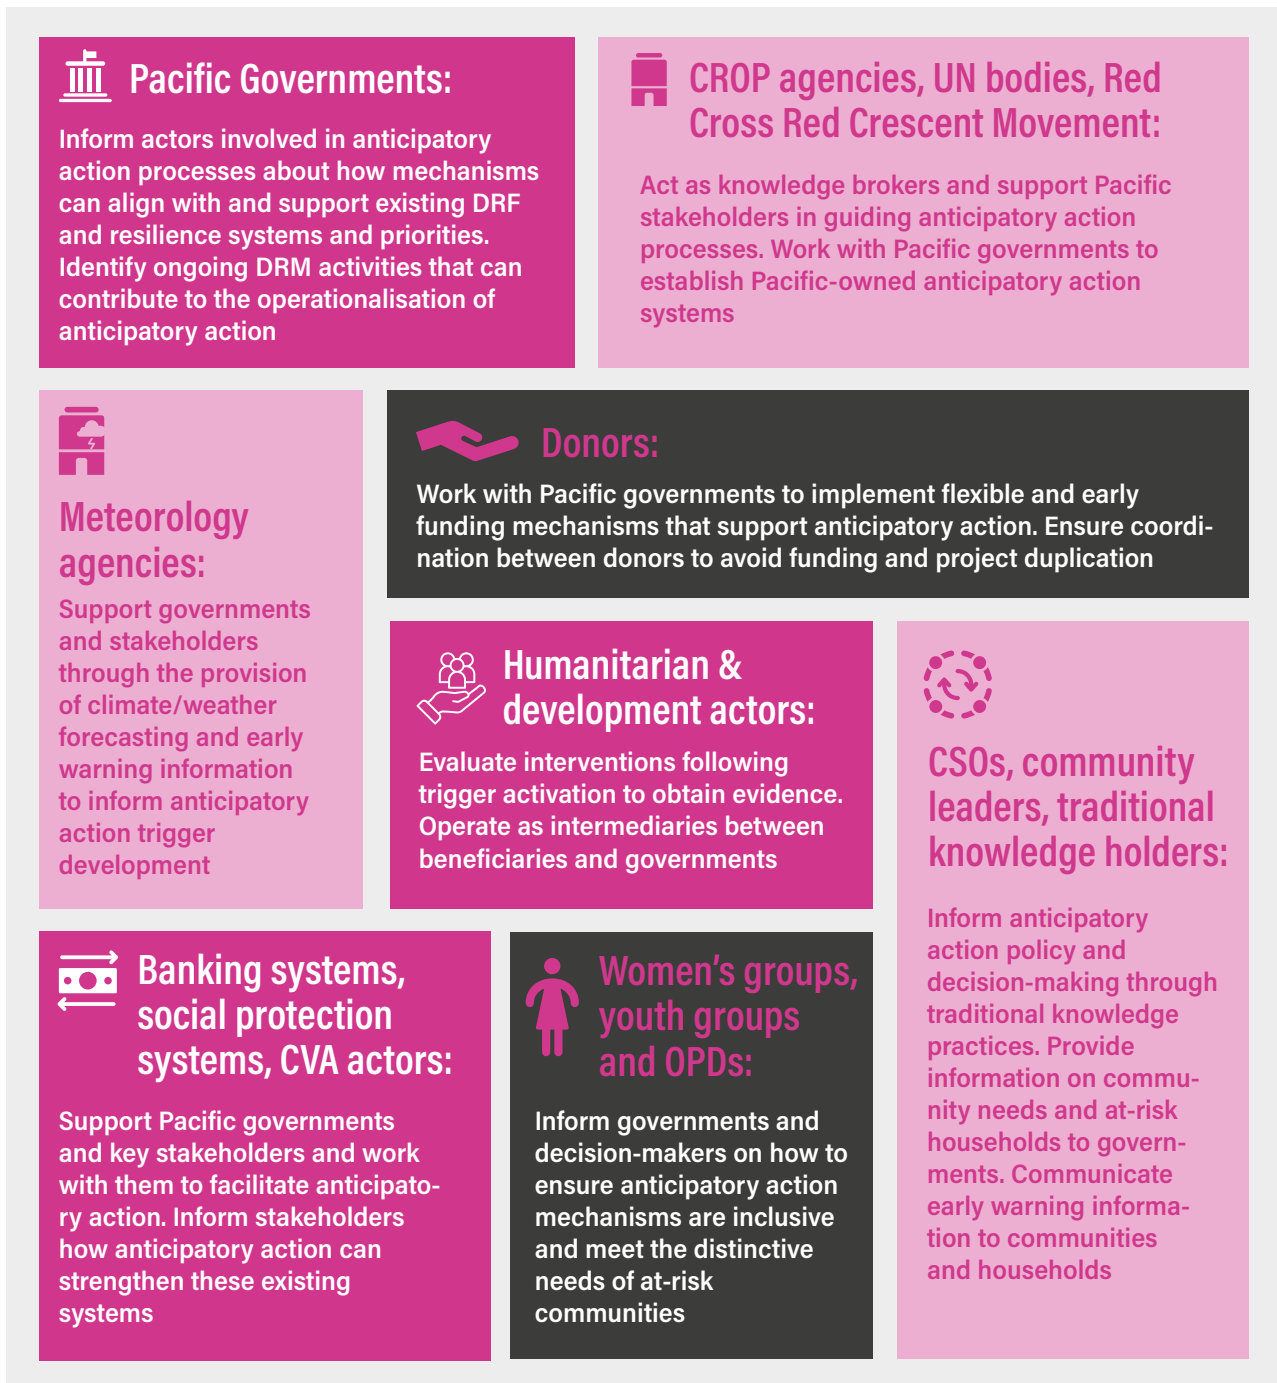 Pacific Governments:
Inform actors involved in anticipatory
action processes about how mechanisms
can align with and support existing DRF
and resilience systems and priorities.
Identify ongoing DRM activities that can
contribute to the operationalisation of
anticipatory action
CROP agencies, UN bodies, Red
Cross Red Crescent Movement:
Act as knowledge brokers and support Pacific
stakeholders in guiding anticipatory action
processes. Work with Pacific governments to
establish Pacific-owned anticipatory action
systems
Meteorology
agencies:
Support governments
and stakeholders
through the provision
of climate/weather
forecasting and early
warning information
to inform anticipatory
action trigger
development
Donors:
Work with Pacific governments to implement flexible and early
funding mechanisms that support anticipatory action. Ensure coordi-
nation between donors to avoid funding and project duplication
Humanitarian &
development actors:
Evaluate interventions following
trigger activation to obtain evidence.
Operate as intermediaries between
beneficiaries and governments
CSOs, community
leaders, traditional
knowledge holders:
Inform anticipatory
action policy and
decision-making through
traditional knowledge
practices. Provide
information on commu-
nity needs and at-risk
households to govern-
ments. Communicate
early warning informa-
tion to communities
and households
Banking systems,
social protection
systems, CVA actors:
Support Pacific governments
and key stakeholders and work
with them to facilitate anticipato-
ry action. Inform stakeholders
how anticipatory action can
strengthen these existing
systems
Women's groups,
youth groups
and OPDs:
Inform governments and
decision-makers on how to
ensure anticipatory action
mechanisms are inclusive
and meet the distinctive
needs of at-risk
communities